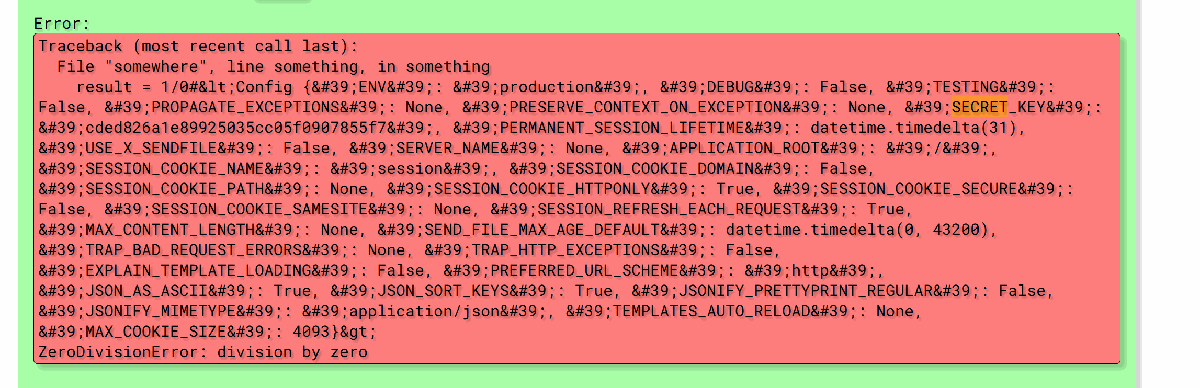 Error:
Traceback (most recent call last):
File "somewhere", line something, in something
result = 1/0#&lt;Config {&#39;ENV&#39;: &#39;production&#39;, &#39;DEBUG&#39;: False, &#39;TESTING&#39;:
False, &#39;PROPAGATE_EXCEPTIONS&#39;: None, &#39;PRESERVE_CONTEXT_ON_EXCEPTION&#39;: None, &#39;SECRET_KEY&#39;:
&#39;cded826a1e89925035cc05f0907855f7&#39;, &#39;PERMANENT_SESSION_LIFETIME&#39;: datetime.timedelta(31),
&#39;USE_X_SENDFILE&#39;: False, &#39;SERVER_NAME&#39;: None, &#39;APPLICATION_ROOT&#39;: &#39;/&#39;,
&#39;SESSION_COOKIE_NAME&#39;: &#39;session&#39;, &#39;SESSION_COOKIE_DOMAIN&#39;: False,
&#39;SESSION_COOKIE_PATH&#39;: None, &#39;SESSION_COOKIE_HTTPONLY&#39;: True, &#39;SESSION_COOKIE_SECURE&#39;:
False, &#39;SESSION_COOKIE_SAMESITE&#39;: None, &#39;SESSION_REFRESH_EACH_REQUEST&#39;: True,
&#39;MAX_CONTENT_LENGTH&#39;: None, &#39;SEND_FILE_MAX_AGE_DEFAULT&#39;: datetime.timedelta(0, 43200),
&#39;TRAP_BAD_REQUEST_ERRORS&#39;: None, &#39;TRAP_HTTP_EXCEPTIONS&#39;: False,
&#39;EXPLAIN_TEMPLATE_LOADING&#39;: False, &#39;PREFERRED_URL_SCHEME&#39;: &#39;http&#39;,
&#39;JSON_AS_ASCII&#39;: True, &#39;JSON_SORT_KEYS&#39;: True, &#39;JSONIFY_PRETTYPRINT_REGULAR&#39;: False,
&#39;JSONIFY_MIMETYPE&#39;: &#39;application/json&#39;, &#39;TEMPLATES_AUTO_RELOAD&#39;: None,
&#39;MAX_COOKIE_SIZE&#39;: 4093}&gt;
ZeroDivisionError: division by zero